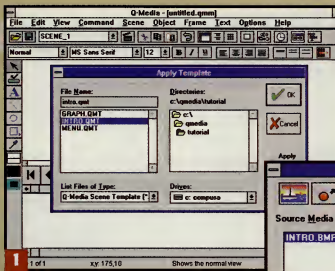 Q-Media - [untitled.qmm]
File Edit View Command Scene Object Frame Text Options Help
SCENE_1
Normal MS Sans Serif 12 B I U
Apply Template
File Name:
intro.qmt
GRAPH.QMT
INTRO.QMT
MENU.QMT
Directories:
c:\qmedia\tutorial
c:\
qmedia
tutorial
OK
Cancel
Apply
List Files of Type:
Q-Media Scene Template [*
Drives:
c: compusa
Source Media
INTRO.BMP
1
1 of 1 x,y: 175,10 Shows the normal view